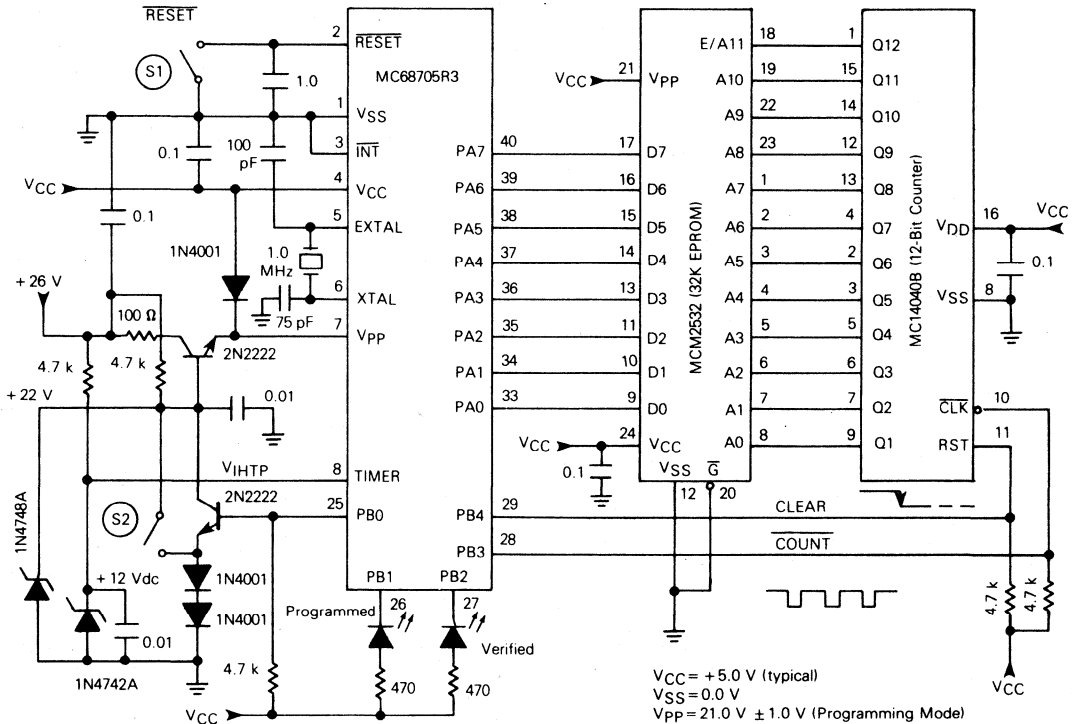 RESET
S1
2
RESET
MC68705R3
1.0
1
VSS
3
INT
0.1
100 pF
VCC
4
VCC
5
EXTAL
0.1
1N4001
1.0 MHz
6
XTAL
75 pF
+26 V
100 Ω
7
VPP
2N2222
4.7 k
4.7 k
+22 V
0.01
VIHTP
8
TIMER
2N2222
25
PB0
S2
1N4748A
+12 Vdc
1N4001
1N4001
0.01
1N4742A
4.7 k
VCC
PB1
PB2
Programmed
26
27
Verified
470
470
PA7
40
PA6
39
PA5
38
PA4
37
PA3
36
PA2
35
PA1
34
PA0
33
PB4
29
CLEAR
PB3
28
COUNT
VCC
21
VPP
17
D7
16
D6
15
D5
14
D4
13
D3
11
D2
10
D1
9
D0
VCC
24
VCC
0.1
VSS
G
12
20
MCM2532 (32K EPROM)
E/A11
18
1
Q12
A10
19
15
Q11
A9
22
14
Q10
A8
23
12
Q9
A7
1
13
Q8
A6
2
4
Q7
A5
3
2
Q6
A4
4
3
Q5
A3
5
5
Q4
A2
6
6
Q3
A1
7
7
Q2
A0
8
9
Q1
MC14040B (12-Bit Counter)
VDD
16
VCC
0.1
VSS
8
CLK
10
RST
11
4.7 k
4.7 k
VCC
VCC = +5.0 V (typical)
VSS = 0.0 V
VPP = 21.0 V ±1.0 V (Programming Mode)